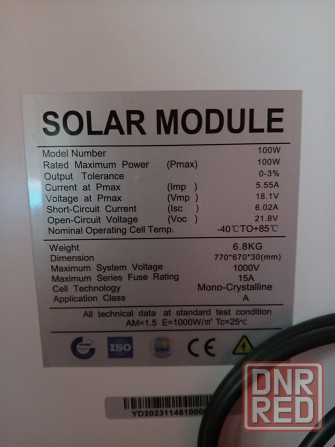 SOLAR MODULE
Model Number 100W
Rated Maximum Power (Pmax) 100W
Output Tolerance 0-3%
Current at Pmax (Imp) 5.55A
Voltage at Pmax (Vmp) 18.1V
Short-Circuit Current (Isc) 6.02A
Open-Circuit Voltage (Voc) 21.8V
Nominal Operating Cell Temp. -40℃TO+85℃
Weight 6.8KG
Dimension 770*670*30(mm)
Maximum System Voltage 1000V
Maximum Series Fuse Rating 15A
Cell Technology Mono-Crystalline
Application Class A
All technical data at standard test condition
AM=1.5 E=1000W/㎡ Tc=25℃
ISO CE
DNR
RED